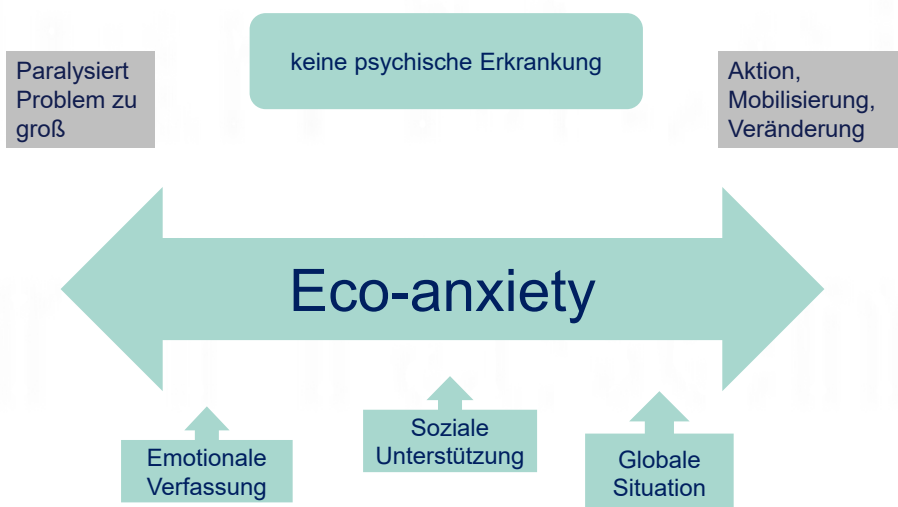 keine psychische Erkrankung
Paralysiert
Problem zu
groß
Aktion,
Mobilisierung,
Veränderung
Eco-anxiety
Emotionale
Verfassung
Soziale
Unterstützung
Globale
Situation